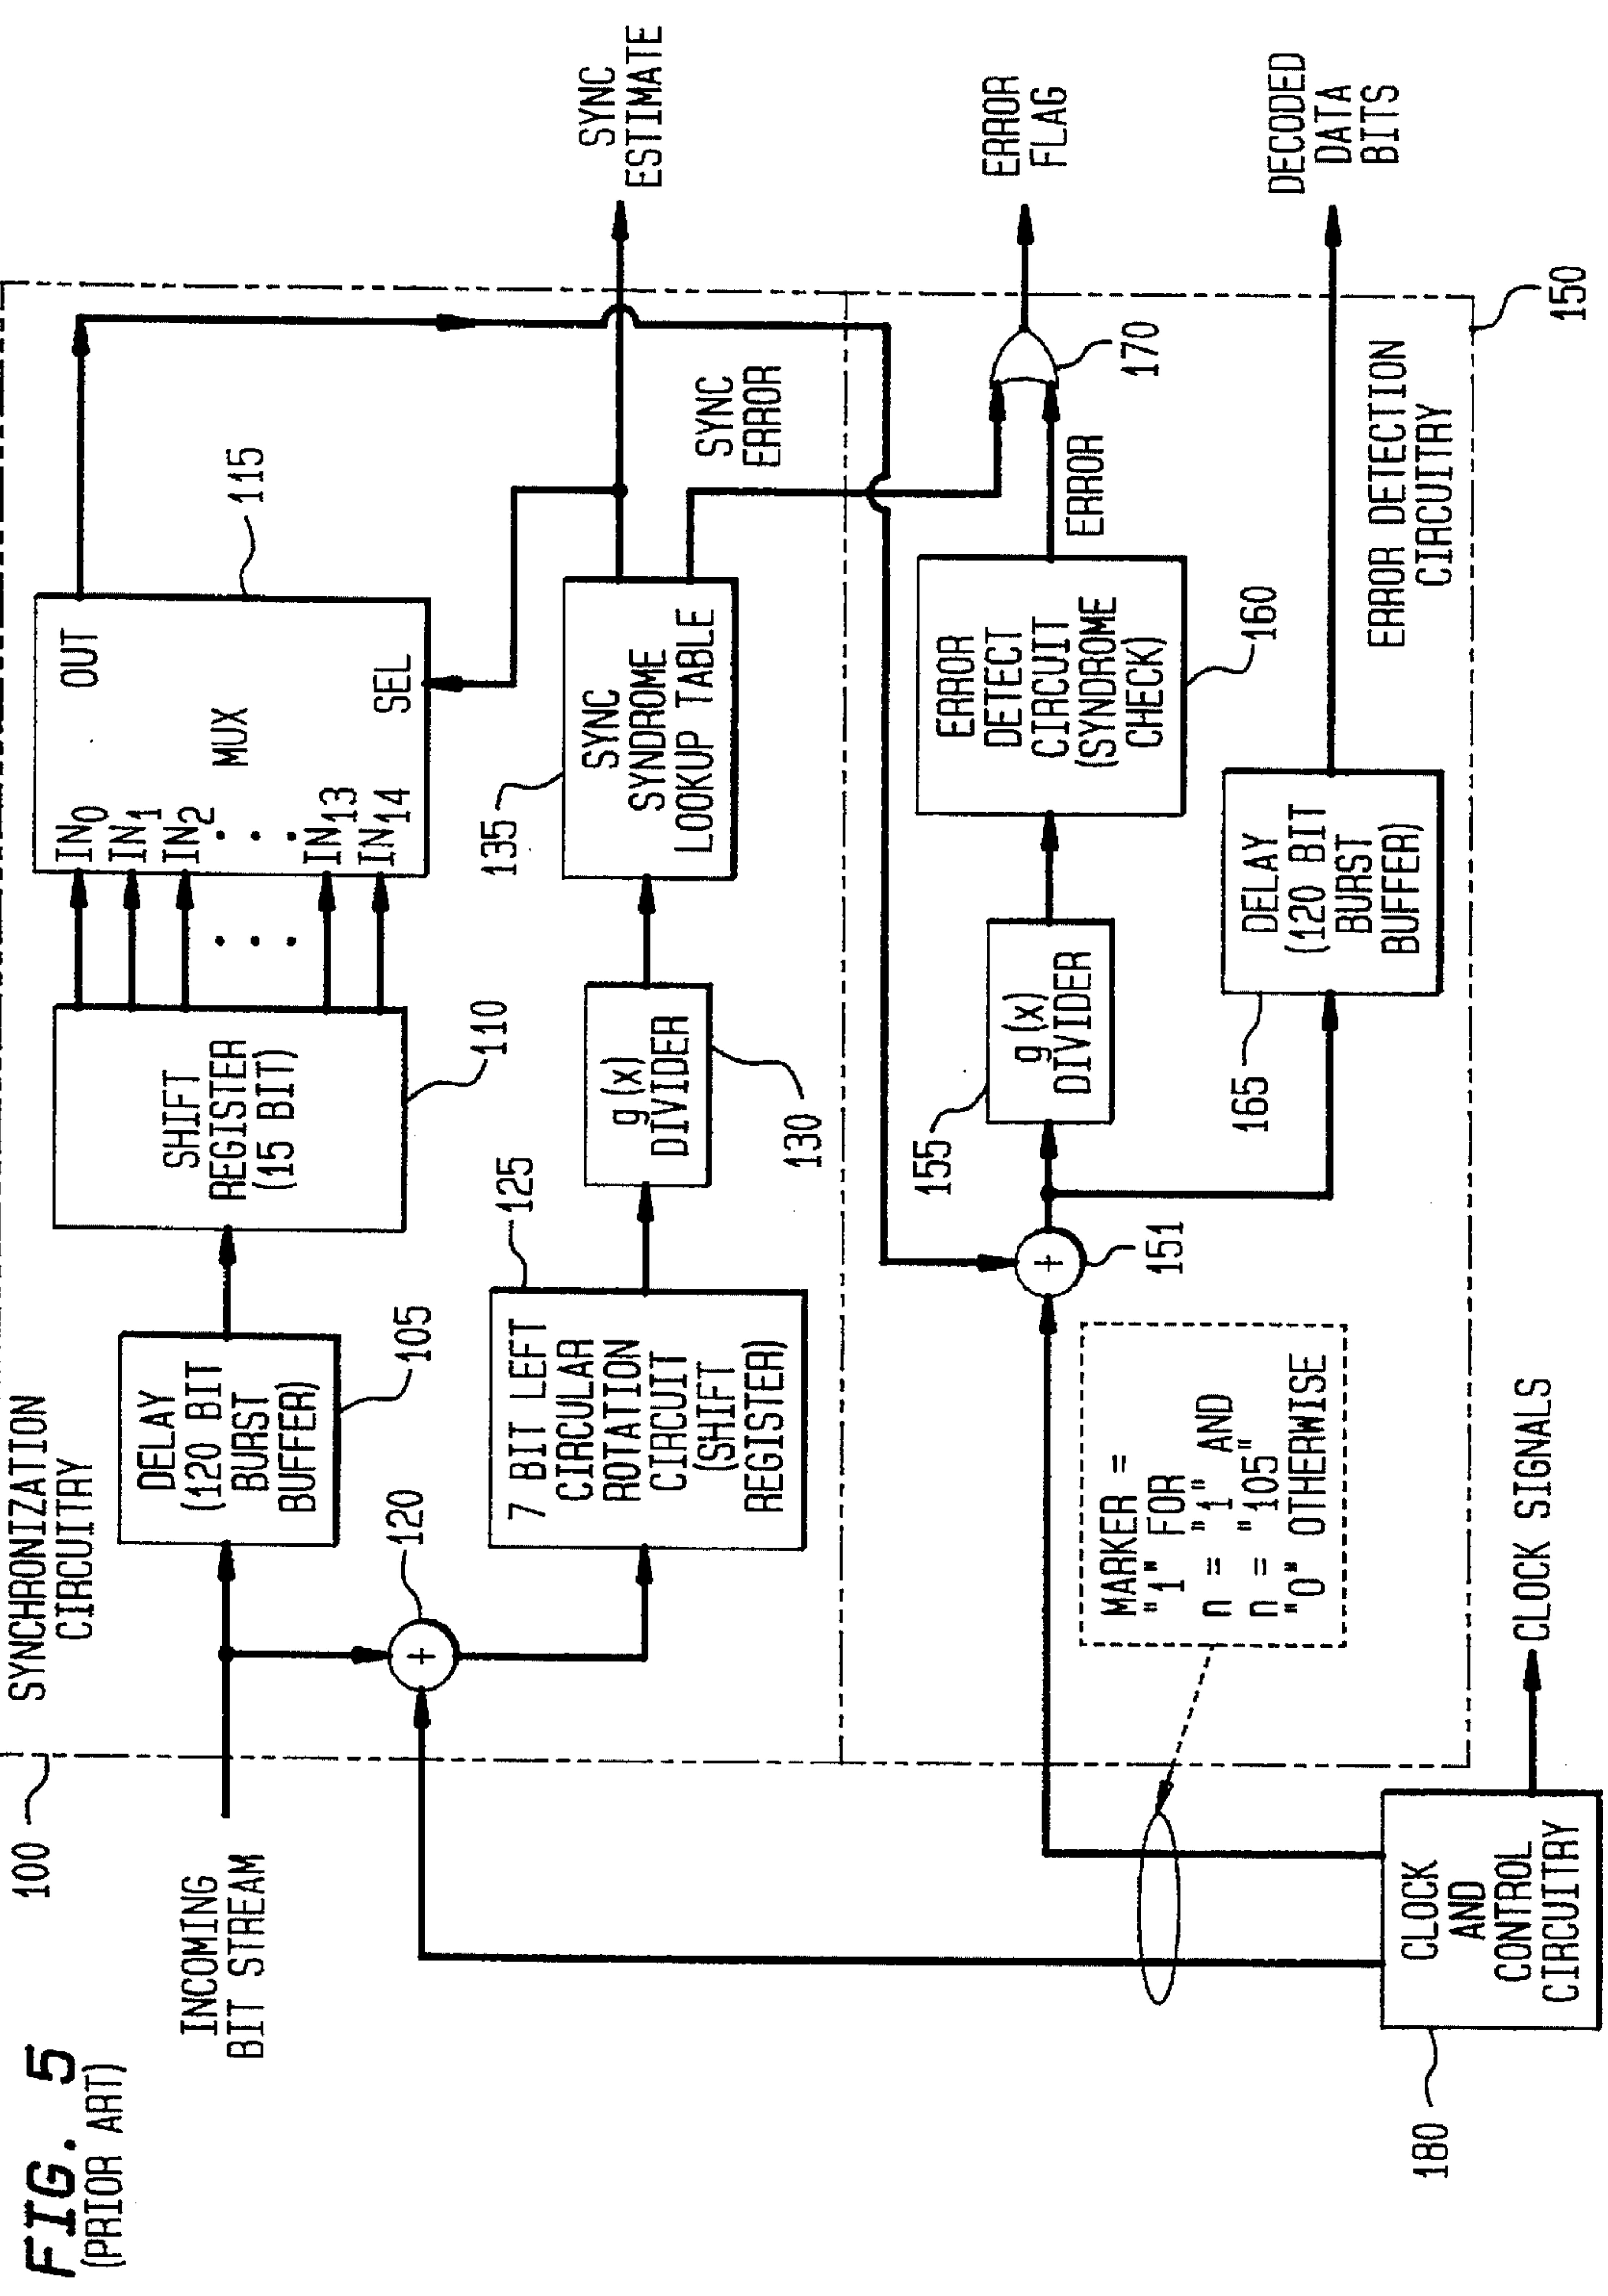 FIG. 5
(PRIOR ART)
100
SYNCHRONIZATION
CIRCUITRY
INCOMING
BIT STREAM
DELAY
(120 BIT
BURST
BUFFER)
105
SHIFT
REGISTER
(15 BIT)
110
IN0
IN1
IN2
. . .
IN13
IN14
MUX
OUT
SEL
115
120
7 BIT LEFT
CIRCULAR
ROTATION
CIRCUIT
(SHIFT
REGISTER)
125
g (x)
DIVIDER
130
SYNC
SYNDROME
LOOKUP TABLE
135
SYNC
ESTIMATE
SYNC
ERROR
MARKER =
"1" FOR
n = "1" AND
n = "105"
"0" OTHERWISE
+
+
151
g (x)
DIVIDER
155
ERROR
DETECT
CIRCUIT
(SYNDROME
CHECK)
160
ERROR
170
ERROR
FLAG
DELAY
(120 BIT
BURST
BUFFER)
165
DECODED
DATA
BITS
ERROR DETECTION
CIRCUITRY
150
CLOCK
AND
CONTROL
CIRCUITRY
180
CLOCK SIGNALS